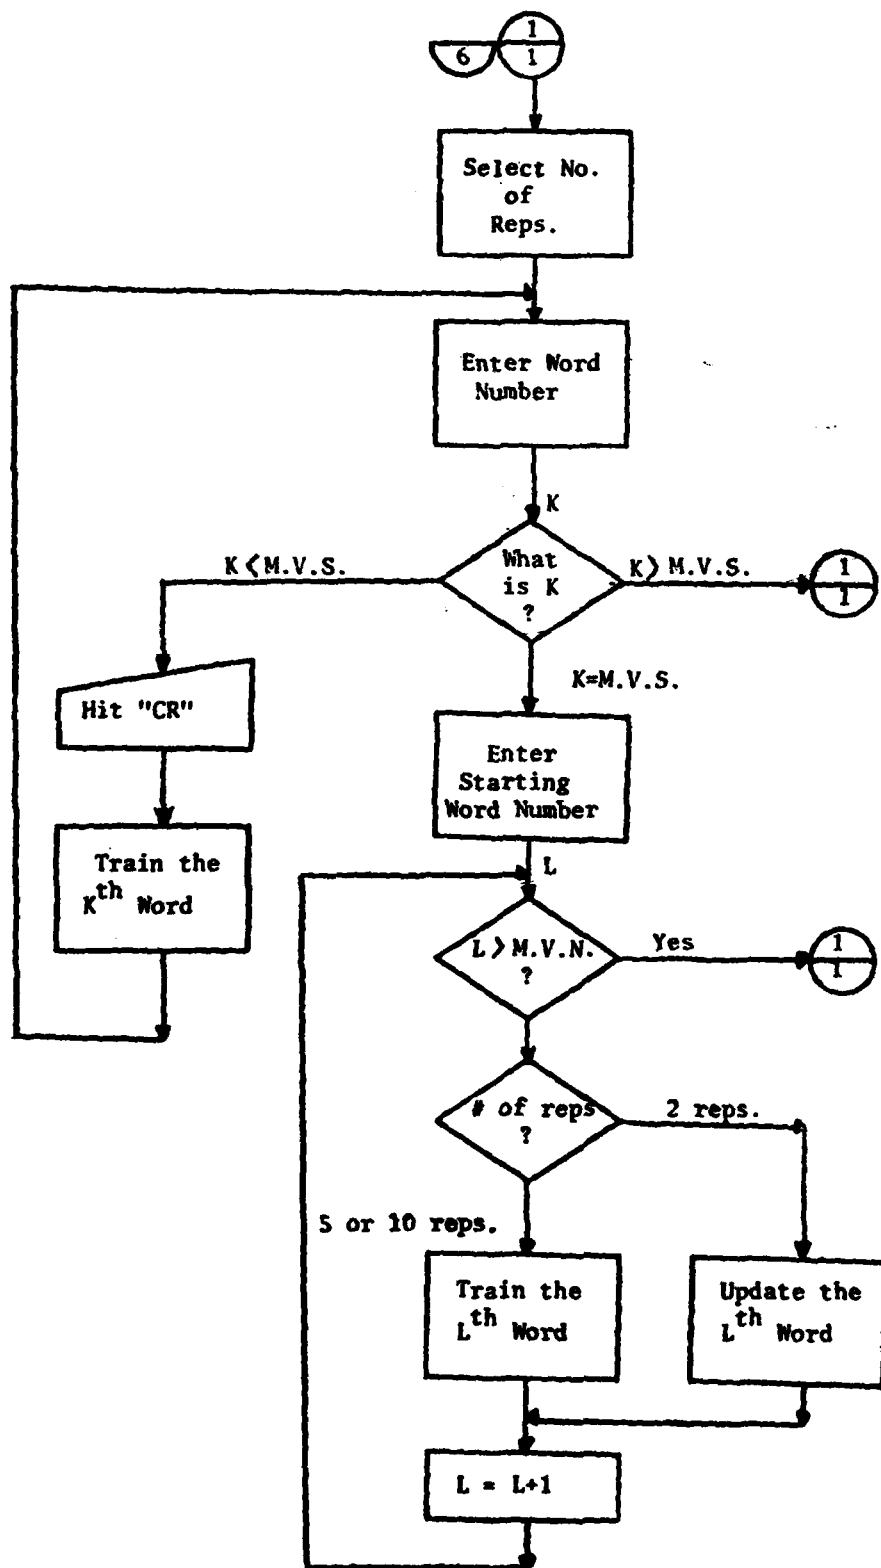 1
6 1
Select No.
of
Reps.
Enter Word
Number
K
K < M.V.S.
What
is K
?
K > M.V.S.
1
1
K=M.V.S.
Hit "CR"
Enter
Starting
Word Number
L
Train the
Kth Word
L > M.V.N.
?
Yes
1
1
# of reps
?
2 reps.
5 or 10 reps.
Train the
Lth Word
Update the
Lth Word
L = L+1